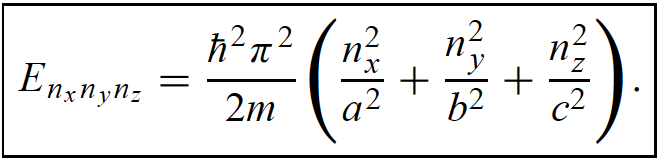 E_{n_x n_y n_z} = \frac{\hbar^2 \pi^2}{2m} \left( \frac{n_x^2}{a^2} + \frac{n_y^2}{b^2} + \frac{n_z^2}{c^2} \right).